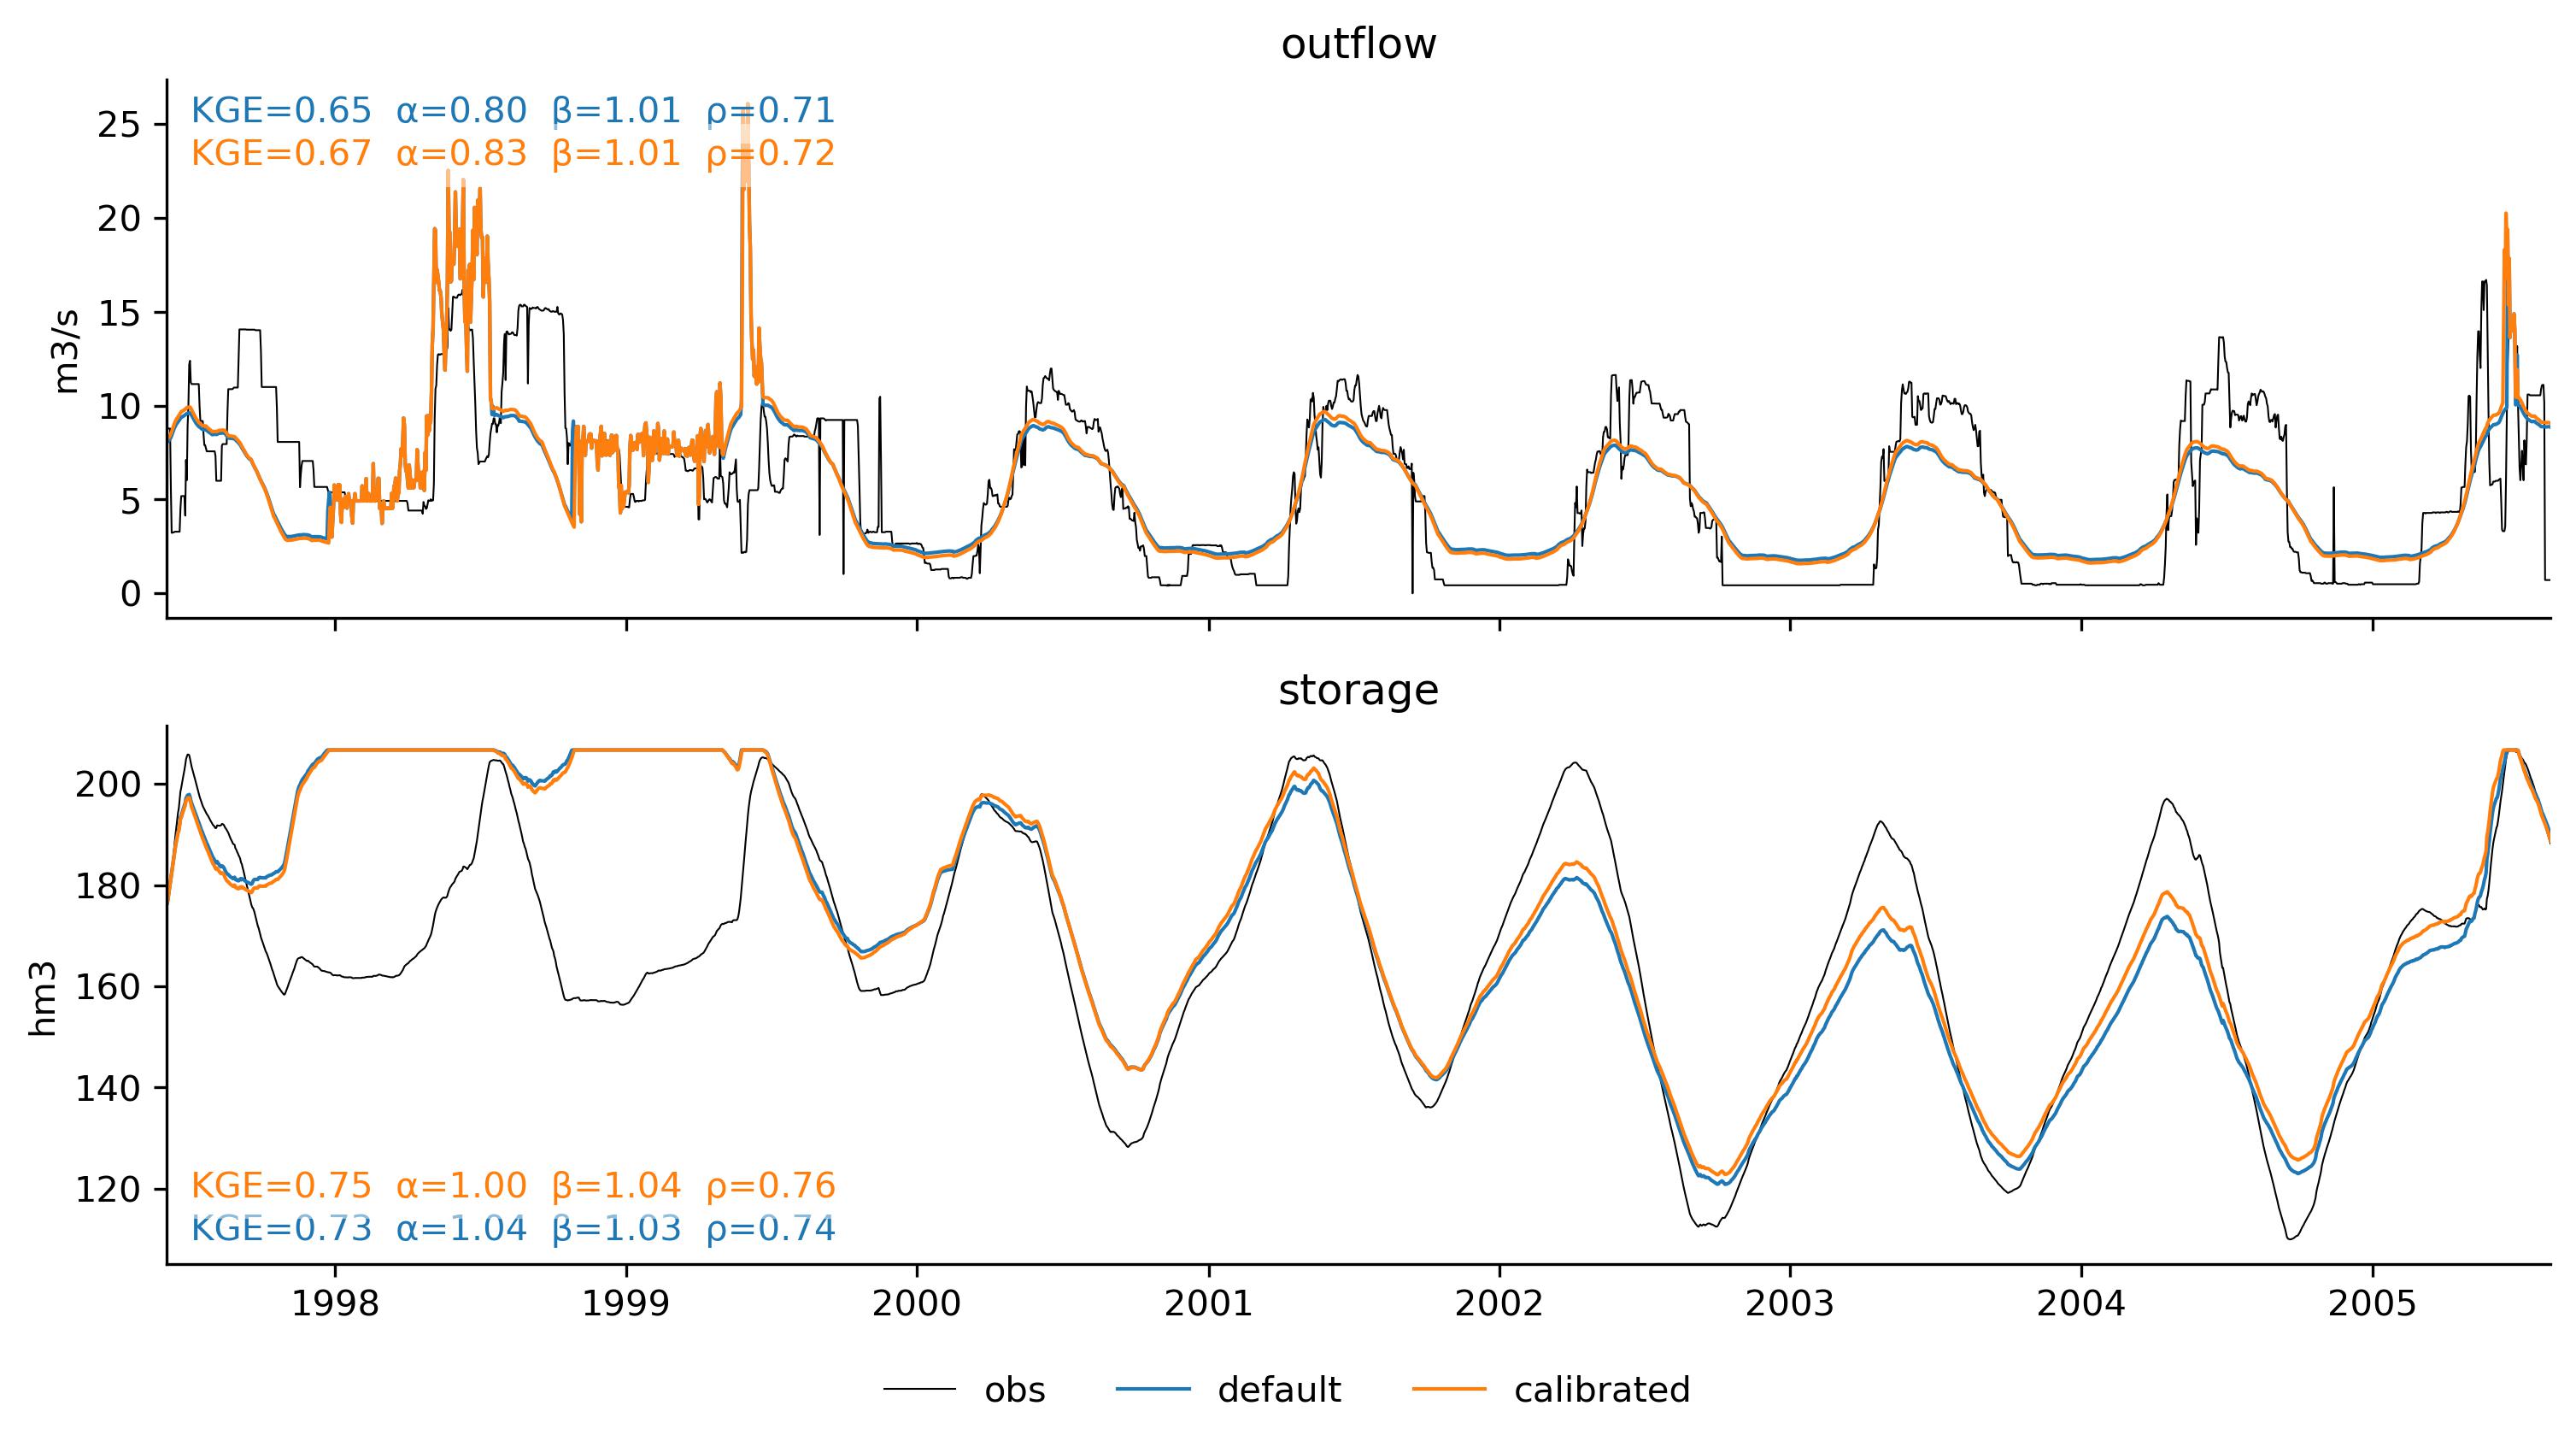 outflow
KGE=0.65 α=0.80 β=1.01 ρ=0.71
KGE=0.67 α=0.83 β=1.01 ρ=0.72
m3/s
25
20
15
10
5
0
storage
hm3
200
180
160
140
120
KGE=0.75 α=1.00 β=1.04 ρ=0.76
KGE=0.73 α=1.04 β=1.03 ρ=0.74
1998 1999 2000 2001 2002 2003 2004 2005
obs default calibrated